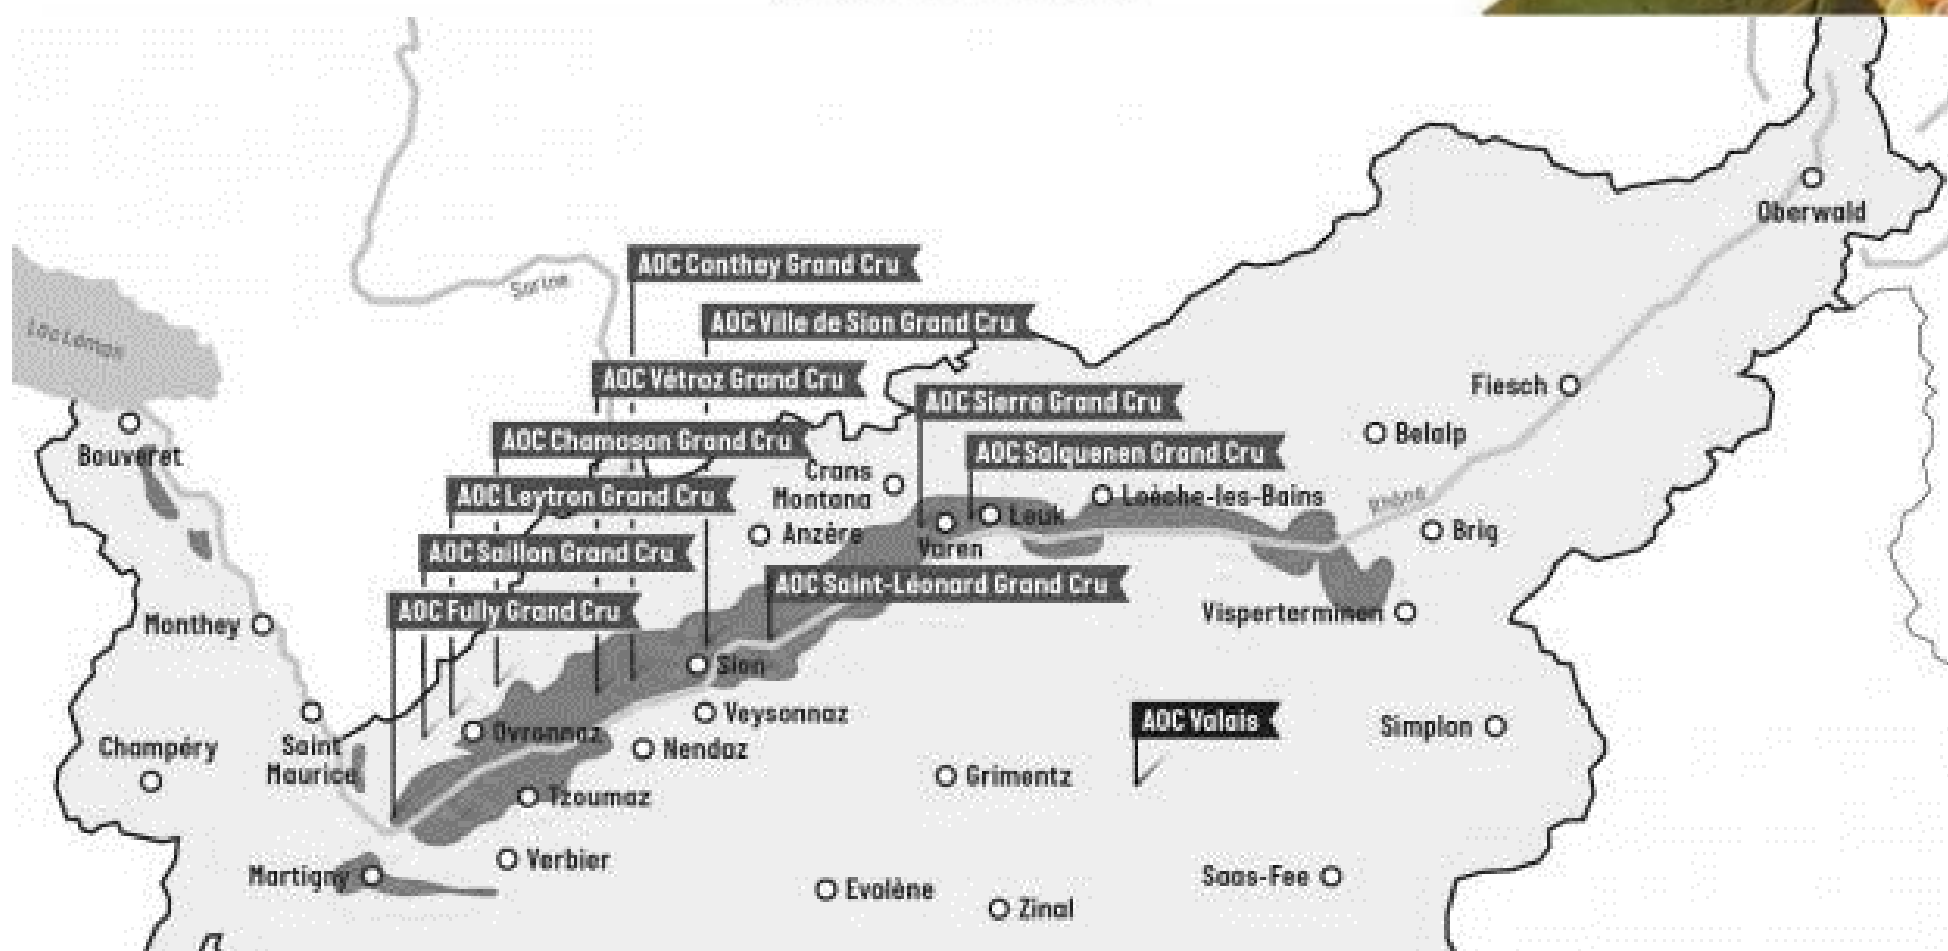 Oberwald
AOC Conthey Grand Cru
Sarine
AOC Ville de Sion Grand Cru
Lac Léman
AOC Vétroz Grand Cru
Fiesch
AOC Sierre Grand Cru
Bouveret
Belalp
AOC Chamoson Grand Cru
AOC Salquenen Grand Cru
Crans
Montana
AOC Leytron Grand Cru
Loèche-les-Bains
Rhône
Leuk
Brig
Anzère
Varen
AOC Saillon Grand Cru
AOC Saint-Léonard Grand Cru
AOC Fully Grand Cru
Visperterminen
Monthey
Sion
Veysonnaz
AOC Valais
Simplon
Ovronnaz
Champéry
Saint
Maurice
Nendaz
Grimentz
Tzoumaz
Verbier
Martigny
Evolène
Saas-Fee
Zinal